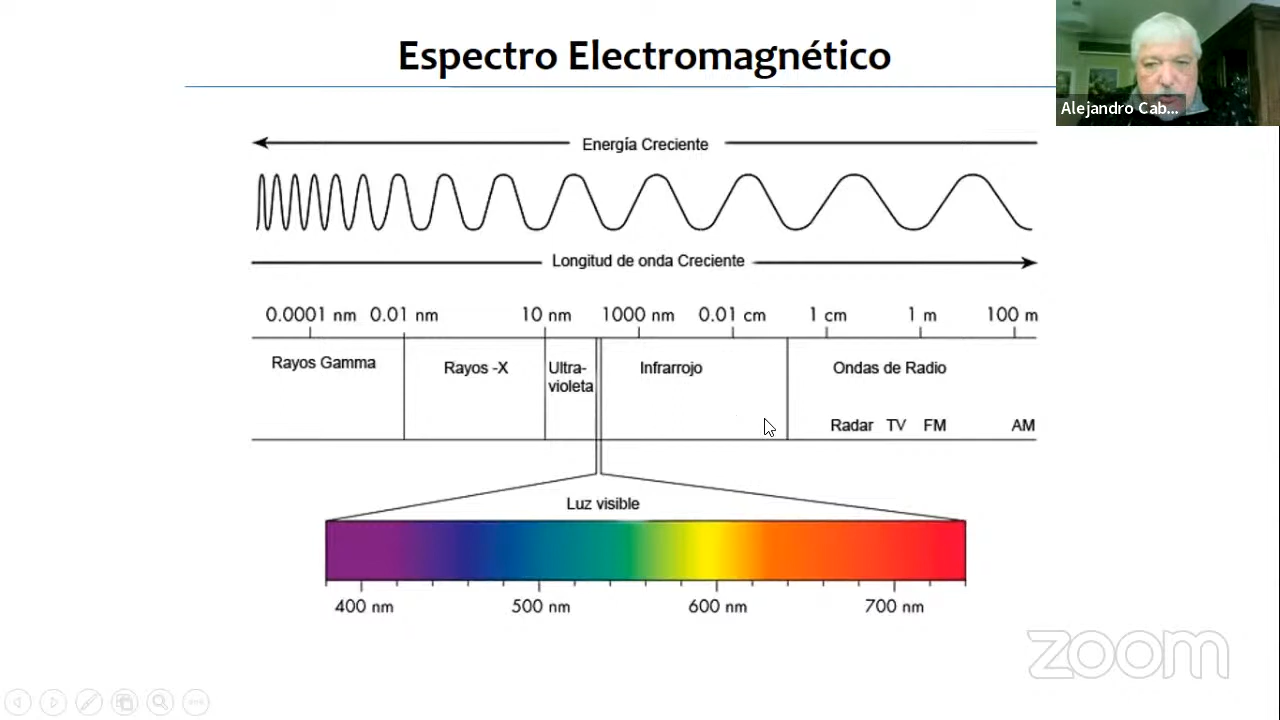 Espectro Electromagnético
Alejandro Cab...
Energía Creciente
Longitud de onda Creciente
0.0001 nm 0.01 nm 10 nm 1000 nm 0.01 cm 1 cm 1 m 100 m
Rayos Gamma Rayos -X Ultra- Infrarrojo Ondas de Radio
violeta
Radar TV FM AM
Luz visible
400 nm 500 nm 600 nm 700 nm
zoom